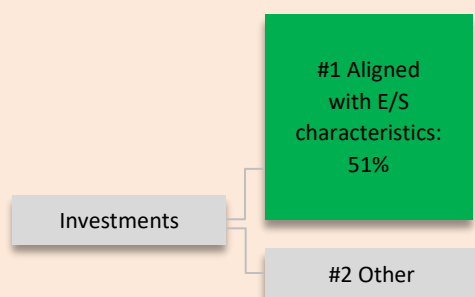 #1 Aligned
with E/S
characteristics:
51%
Investments
#2 Other